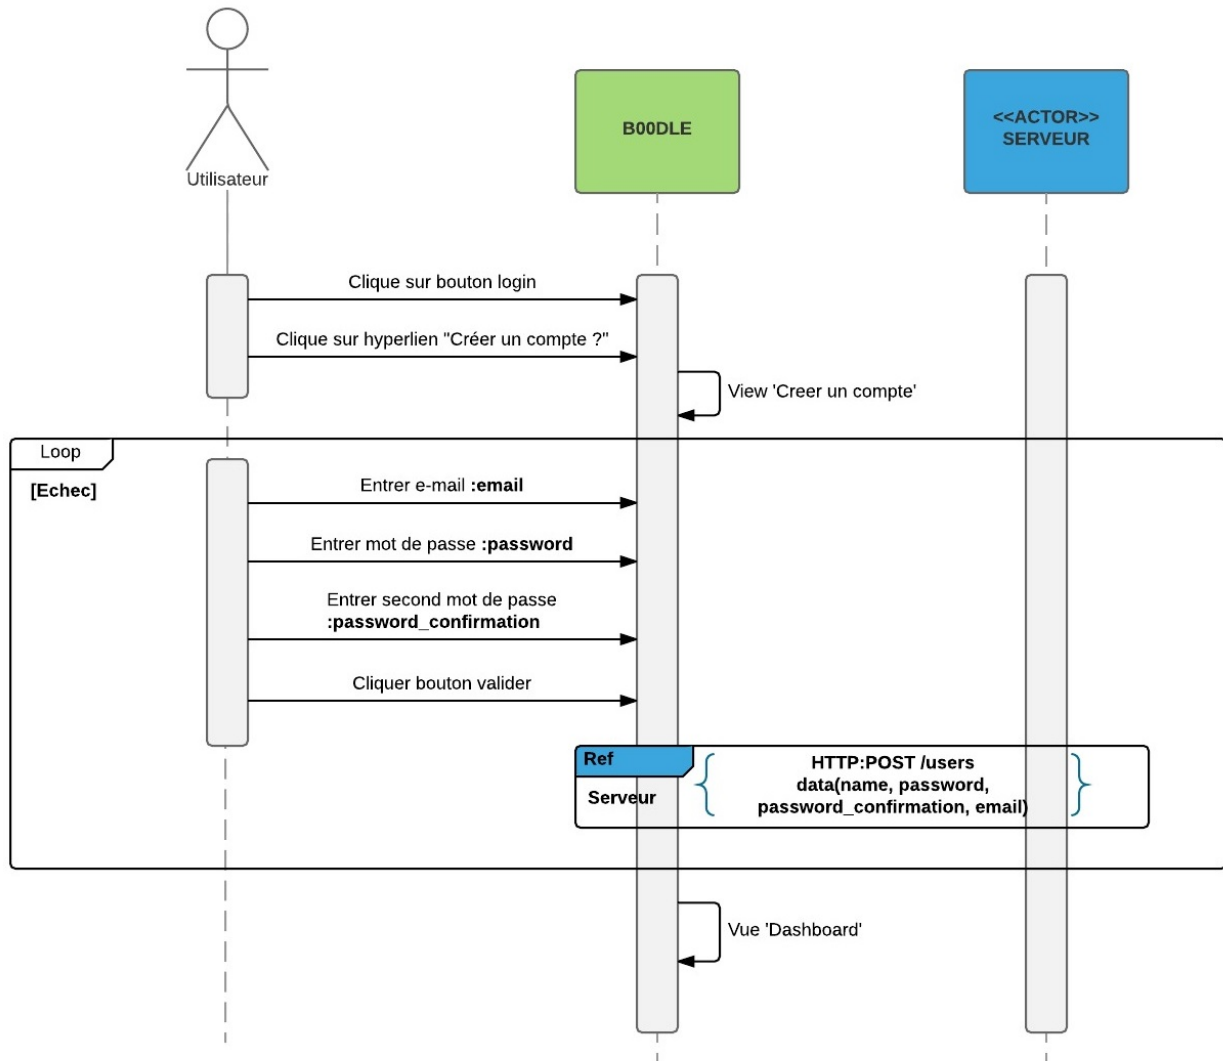 Utilisateur
B00DLE
<<ACTOR>>
SERVEUR
Clique sur bouton login
Clique sur hyperlien "Créer un compte ?"
View 'Creer un compte'
Loop
[Echec]
Entrer e-mail :email
Entrer mot de passe :password
Entrer second mot de passe
:password_confirmation
Cliquer bouton valider
Ref
Serveur
HTTP:POST /users
data(name, password,
password_confirmation, email)
Vue 'Dashboard'